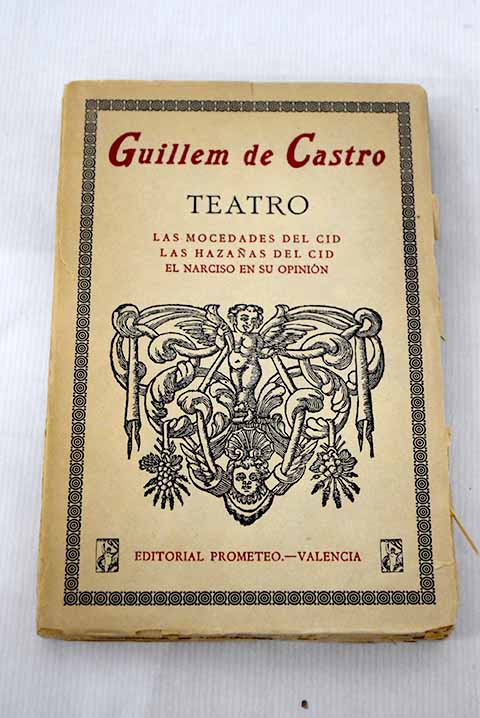 Guillem de Castro
TEATRO
LAS MOCEDADES DEL CID
LAS HAZAÑAS DEL CID
EL NARCISO EN SU OPINIÓN
EDITORIAL PROMETEO.—VALENCIA